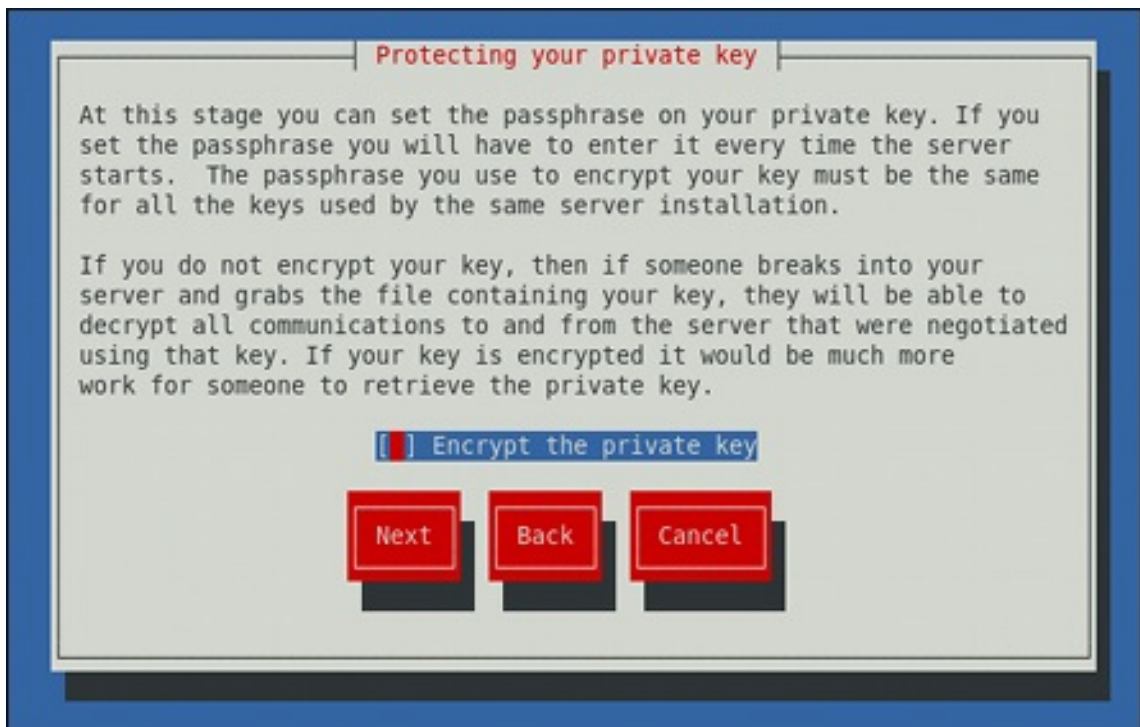 Protecting your private key
At this stage you can set the passphrase on your private key. If you
set the passphrase you will have to enter it every time the server
starts.  The passphrase you use to encrypt your key must be the same
for all the keys used by the same server installation.
If you do not encrypt your key, then if someone breaks into your
server and grabs the file containing your key, they will be able to
decrypt all communications to and from the server that were negotiated
using that key. If your key is encrypted it would be much more
work for someone to retrieve the private key.
[ ] Encrypt the private key
Next Back Cancel